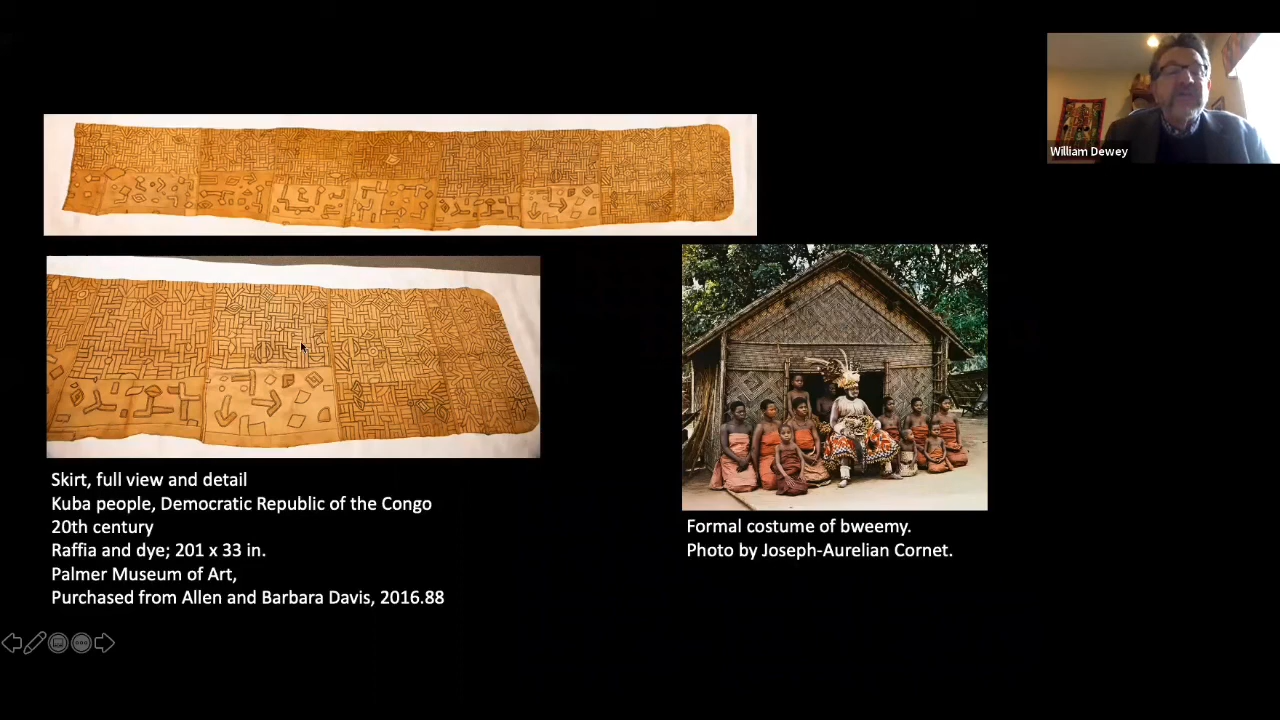 William Dewey
Skirt, full view and detail
Kuba people, Democratic Republic of the Congo
20th century
Raffia and dye; 201 x 33 in.
Palmer Museum of Art,
Purchased from Allen and Barbara Davis, 2016.88
Formal costume of bweemy.
Photo by Joseph-Aurelian Cornet.